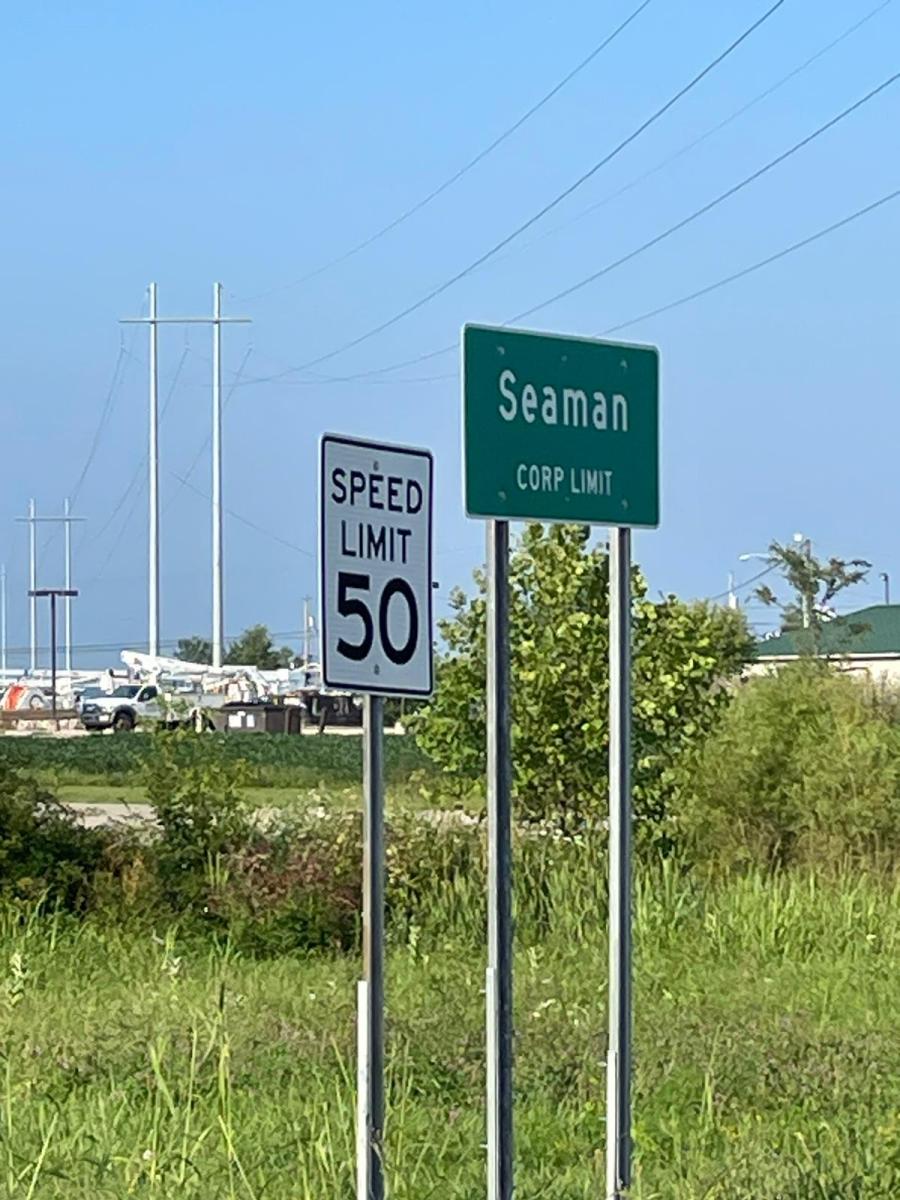 SPEED
LIMIT
50
Seaman
CORP LIMIT